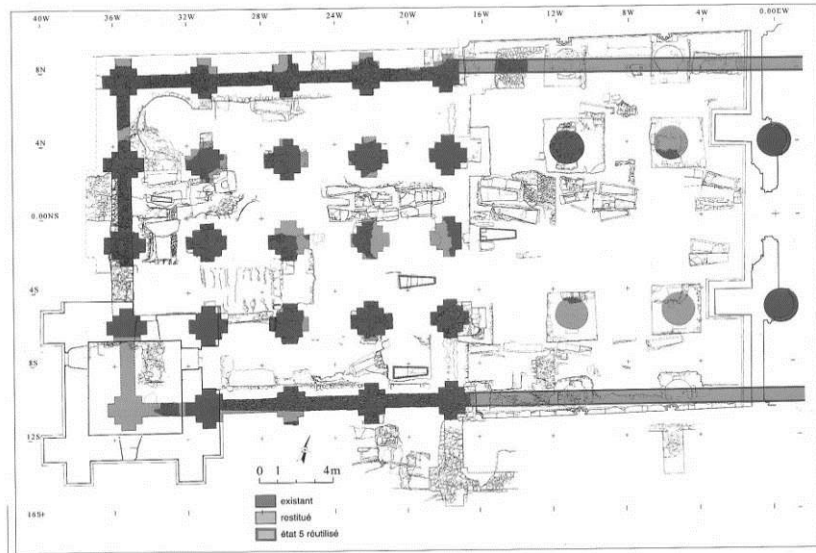 40W 36W 32W 28W 24W 20W 16W 12W 8W 4W 0.00EW
8N
4N
0.00NS
4S
8S
12S
16S
0 1 4m
existant
restitué
état 5 réutilisé